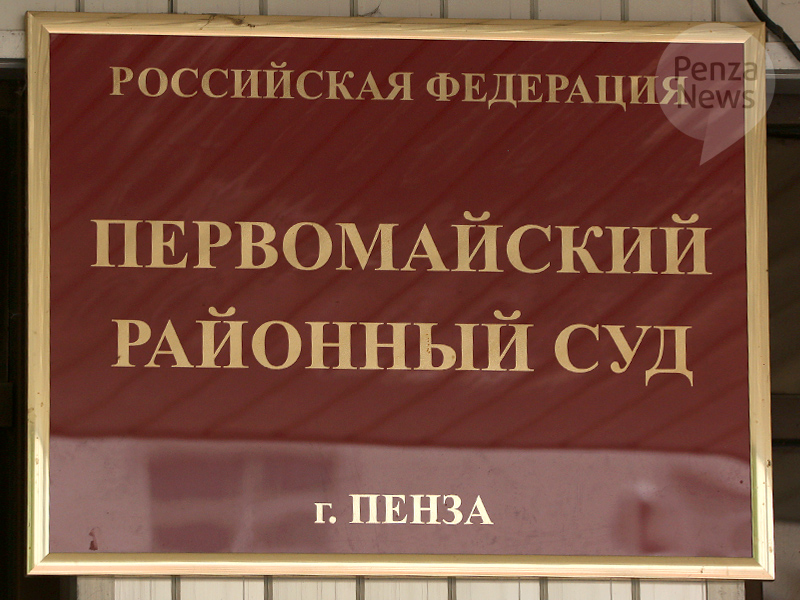 РОССИЙСКАЯ ФЕДЕРАЦИЯ
Penza
News
ПЕРВОМАЙСКИЙ
РАЙОННЫЙ СУД
г. ПЕНЗА